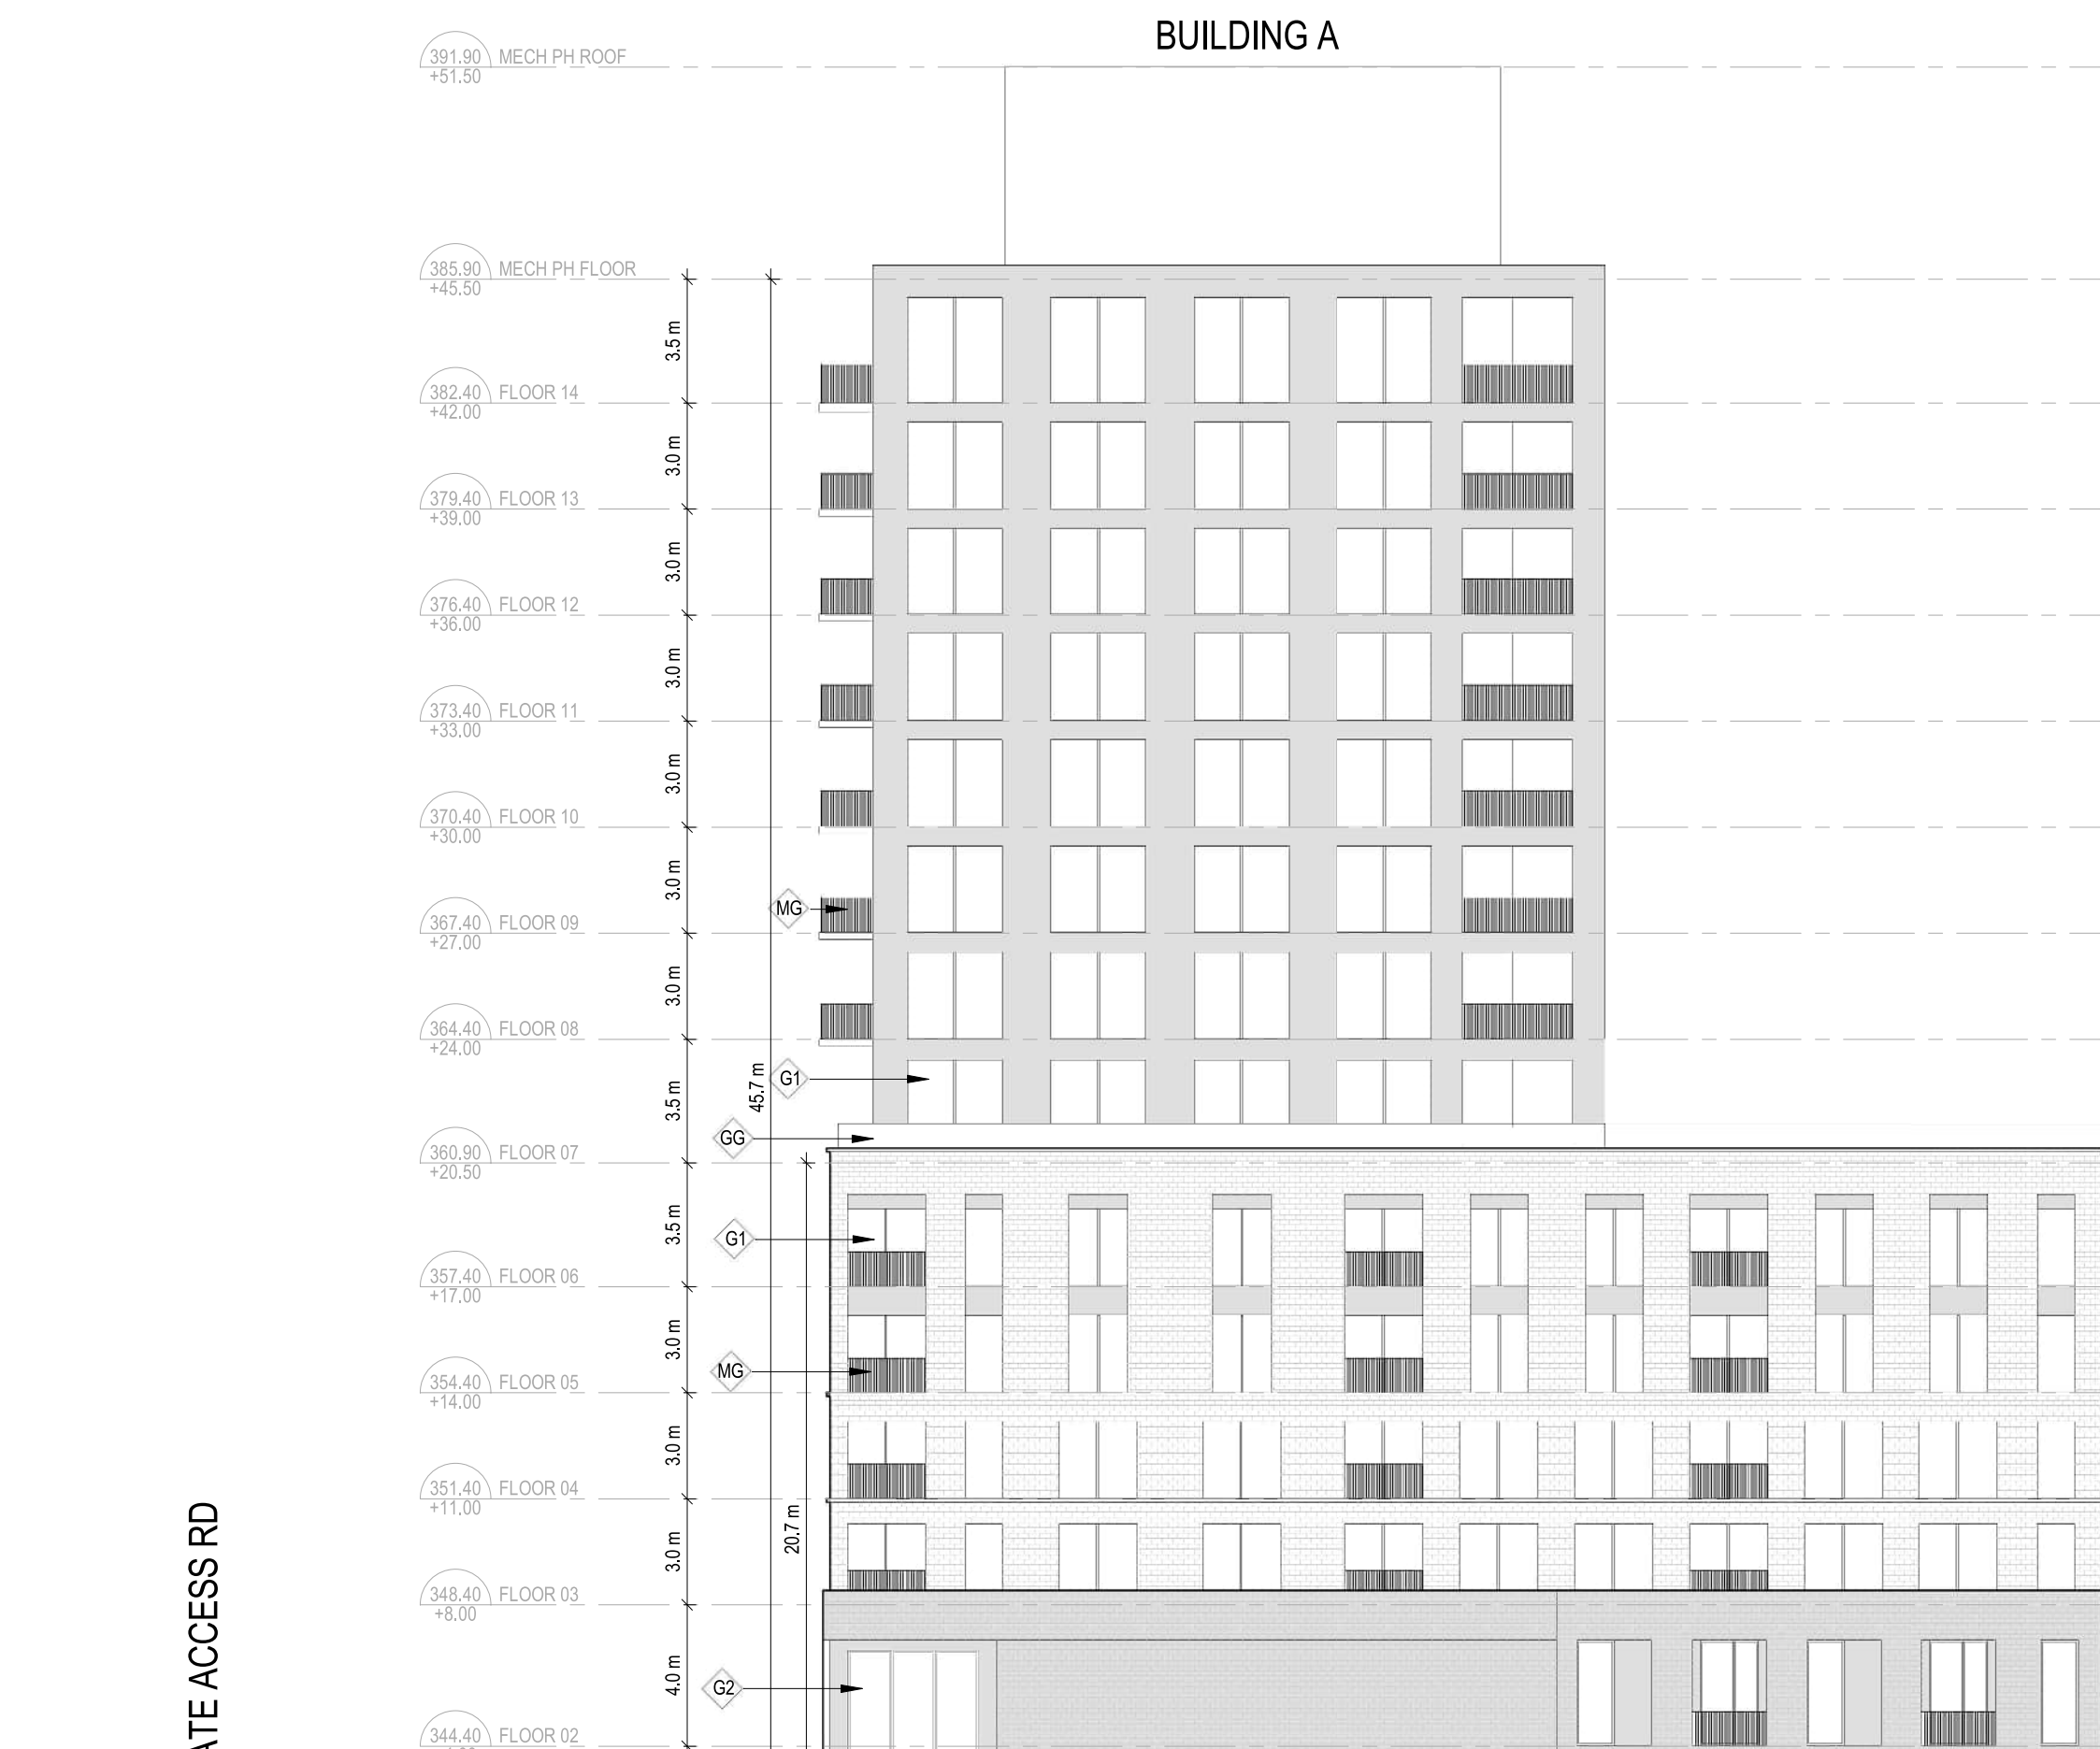 BUILDING A
391.90 MECH PH ROOF
+51.50
385.90 MECH PH FLOOR
+45.50
3.5 m
382.40 FLOOR 14
+42.00
3.0 m
379.40 FLOOR 13
+39.00
3.0 m
376.40 FLOOR 12
+36.00
3.0 m
373.40 FLOOR 11
+33.00
3.0 m
370.40 FLOOR 10
+30.00
3.0 m
MG
367.40 FLOOR 09
+27.00
3.0 m
364.40 FLOOR 08
+24.00
45.7 m
G1
3.5 m
GG
360.90 FLOOR 07
+20.50
3.5 m
G1
357.40 FLOOR 06
+17.00
3.0 m
MG
354.40 FLOOR 05
+14.00
3.0 m
351.40 FLOOR 04
+11.00
20.7 m
3.0 m
348.40 FLOOR 03
+8.00
4.0 m
G2
344.40 FLOOR 02
ACCESS RD